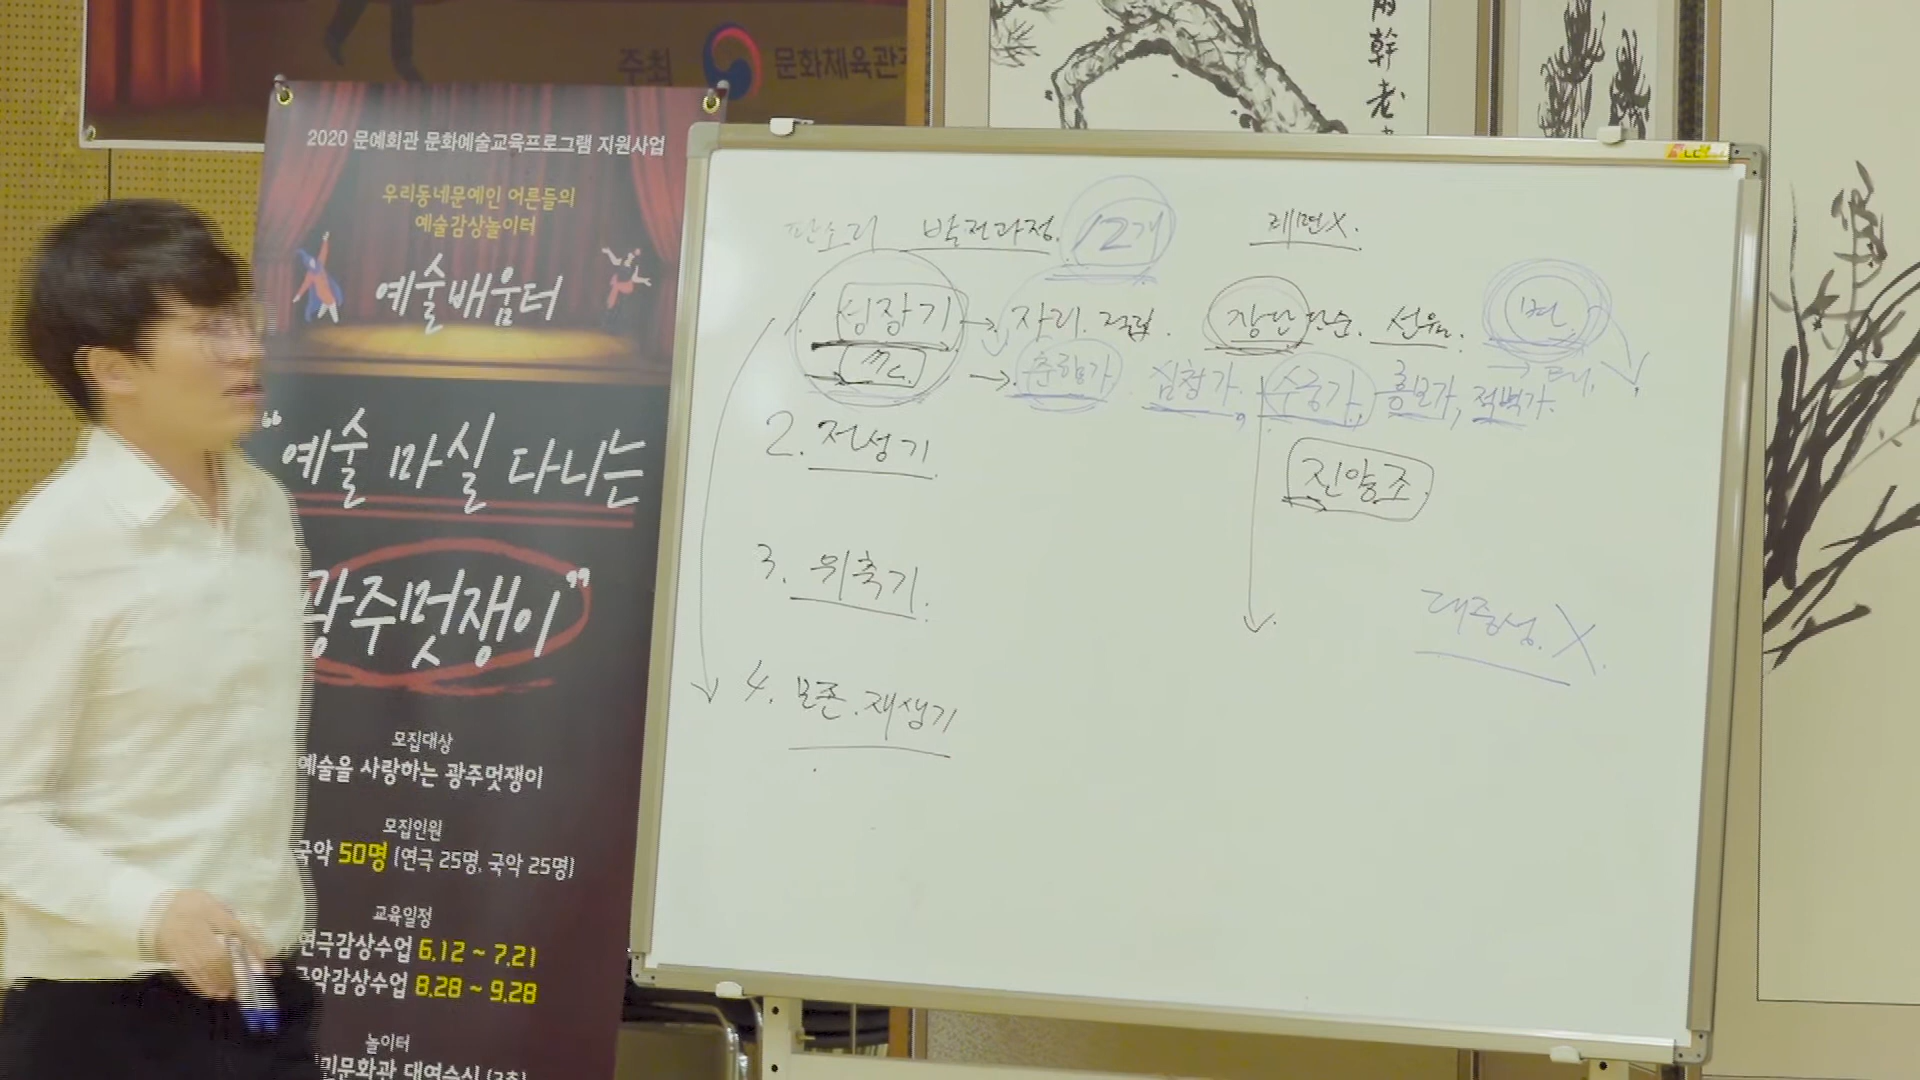 주최 문화체육관
2020 문예회관 문화예술교육프로그램 지원사업
우리동네문예인 어른들의
예술감상놀이터
예술배움터
"예술 마실 다니는
광주멋쟁이"
모집대상
예술을 사랑하는 광주멋쟁이
모집인원
국악 50명 (연극 25명, 국악 25명)
교육일정
연극감상수업 6.12 ~ 7.21
국악감상수업 8.28 ~ 9.28
놀이터
판소리 발전과정. 12개
레면X.
1. 성장기 → 자리. 장단 단순. 선율.
→ 춘향가 심청가, 수궁가, 흥보가, 적벽가.
2. 전성기.
진양조.
3. 위축기.
대중성. X.
4. 보존. 재생기
幹老